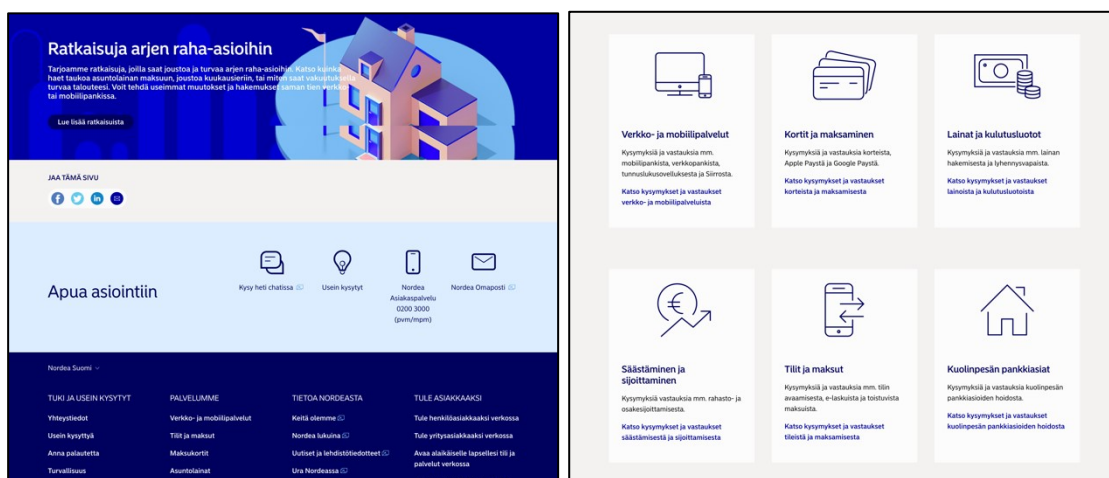 Ratkaisuja arjen raha-asioihin
Tarjoamme ratkaisuja, joilla saat joustoa ja turvaa arjen raha-asioihin. Katso kuinka
haet taukoa asuntolainan maksuun, joustoa kuukausieriin, tai miten saat vakuutuksella
turvaa talouteesi. Voit tehdä useimmat muutokset ja hakemukset saman tien verkko-
tai mobiilipankissa.
Lue lisää ratkaisuista
JAA TÄMÄ SIVU
Apua asiointiin
Kysy heti chatissa
Usein kysytyt
Nordea
Asiakaspalvelu
0200 3000
(pvm/mpm)
Nordea Omaposti
Nordea Suomi
TUKI JA USEIN KYSYTYT
Yhteystiedot
Usein kysyttyä
Anna palautetta
Turvallisuus
PALVELUMME
Verkko- ja mobiilipalvelut
Tilit ja maksut
Maksukortit
Asuntolainat
TIETOA NORDEASTA
Keitä olemme
Nordea lukuina
Uutiset ja lehdistötiedotteet
Ura Nordeassa
TULE ASIAKKAAKSI
Tule henkilöasiakkaaksi verkossa
Tule yritysasiakkaaksi verkossa
Avaa alaikäiselle lapsellesi tili ja
palvelut verkossa
Verkko- ja mobiilipalvelut
Kysymyksiä ja vastauksia mm.
mobiilipankista, verkkopankista,
tunnuslukusovelluksesta ja Siirrosta.
Katso kysymykset ja vastaukset
verkko- ja mobiilipalveluista
Kortit ja maksaminen
Kysymyksiä ja vastauksia korteista,
Apple Paystä ja Google Paystä.
Katso kysymykset ja vastaukset
korteista ja maksamisesta
Lainat ja kulutusluotot
Kysymyksiä ja vastauksia mm. lainan
hakemisesta ja lyhennysvapaista.
Katso kysymykset ja vastaukset
lainoista ja kulutusluotoista
Säästäminen ja
sijoittaminen
Kysymyksiä vastauksia mm. rahasto- ja
osakesijoittamisesta.
Katso kysymykset ja vastaukset
säästämisestä ja sijoittamisesta
Tilit ja maksut
Kysymyksiä ja vastauksia mm. tilin
avaamisesta, e-laskuista ja toistuvista
maksuista.
Katso kysymykset ja vastaukset
tileistä ja maksamisesta
Kuolinpesän pankkiasiat
Kysymyksiä ja vastauksia kuolinpesän
pankkiasioiden hoidosta.
Katso kysymykset ja vastaukset
kuolinpesän pankkiasioiden hoidosta